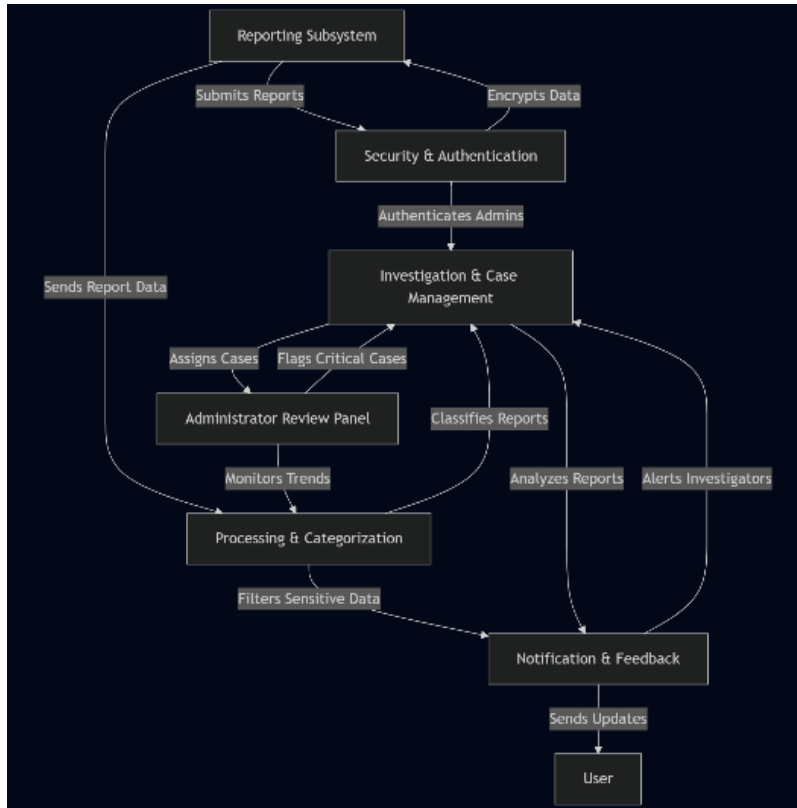 Reporting Subsystem
Submits Reports
Encrypts Data
Security & Authentication
Authenticates Admins
Investigation & Case
Management
Sends Report Data
Assigns Cases
Flags Critical Cases
Administrator Review Panel
Classifies Reports
Monitors Trends
Analyzes Reports
Alerts Investigators
Processing & Categorization
Filters Sensitive Data
Notification & Feedback
Sends Updates
User